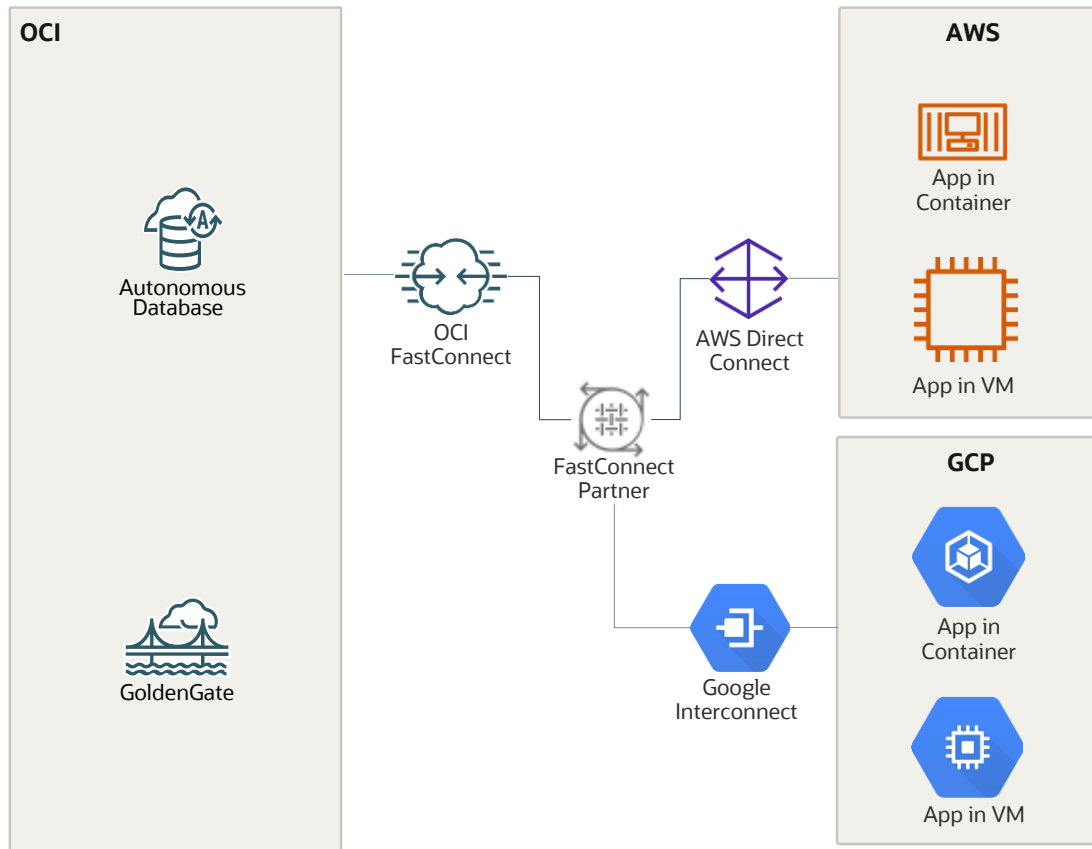 OCI
Autonomous
Database
GoldenGate
OCI
FastConnect
FastConnect
Partner
AWS Direct
Connect
Google
Interconnect
AWS
App in
Container
App in VM
GCP
App in
Container
App in VM